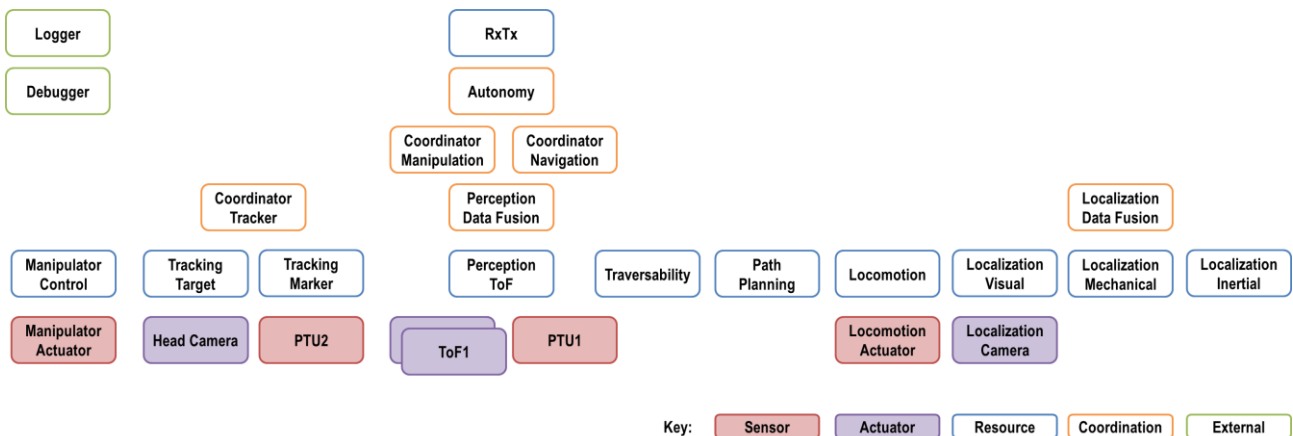 Logger
RxTx
Debugger
Autonomy
Coordinator
Manipulation
Coordinator
Navigation
Coordinator
Tracker
Perception
Data Fusion
Localization
Data Fusion
Manipulator
Control
Tracking
Target
Tracking
Marker
Perception
ToF
Traversability
Path
Planning
Locomotion
Localization
Visual
Localization
Mechanical
Localization
Inertial
Manipulator
Actuator
Head Camera
PTU2
ToF1
PTU1
Locomotion
Actuator
Localization
Camera
Key:
Sensor
Actuator
Resource
Coordination
External